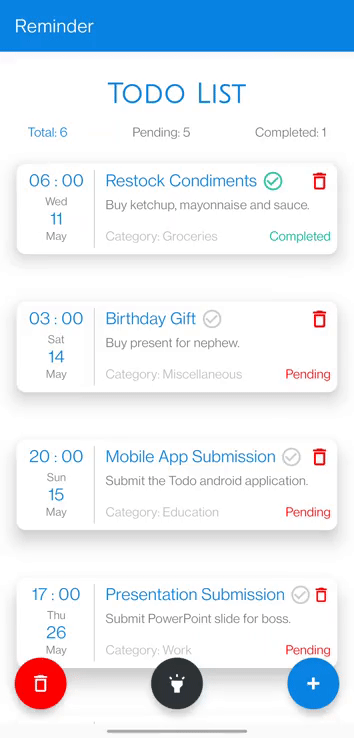 Reminder
TODO LIST
Total: 6 Pending: 5 Completed: 1
06 : 00
Wed
11
May
Restock Condiments
Buy ketchup, mayonnaise and sauce.
Category: Groceries Completed
03 : 00
Sat
14
May
Birthday Gift
Buy present for nephew.
Category: Miscellaneous Pending
20 : 00
Sun
15
May
Mobile App Submission
Submit the Todo android application.
Category: Education Pending
17 : 00
Thu
26
May
Presentation Submission
Submit PowerPoint slide for boss.
Category: Work Pending